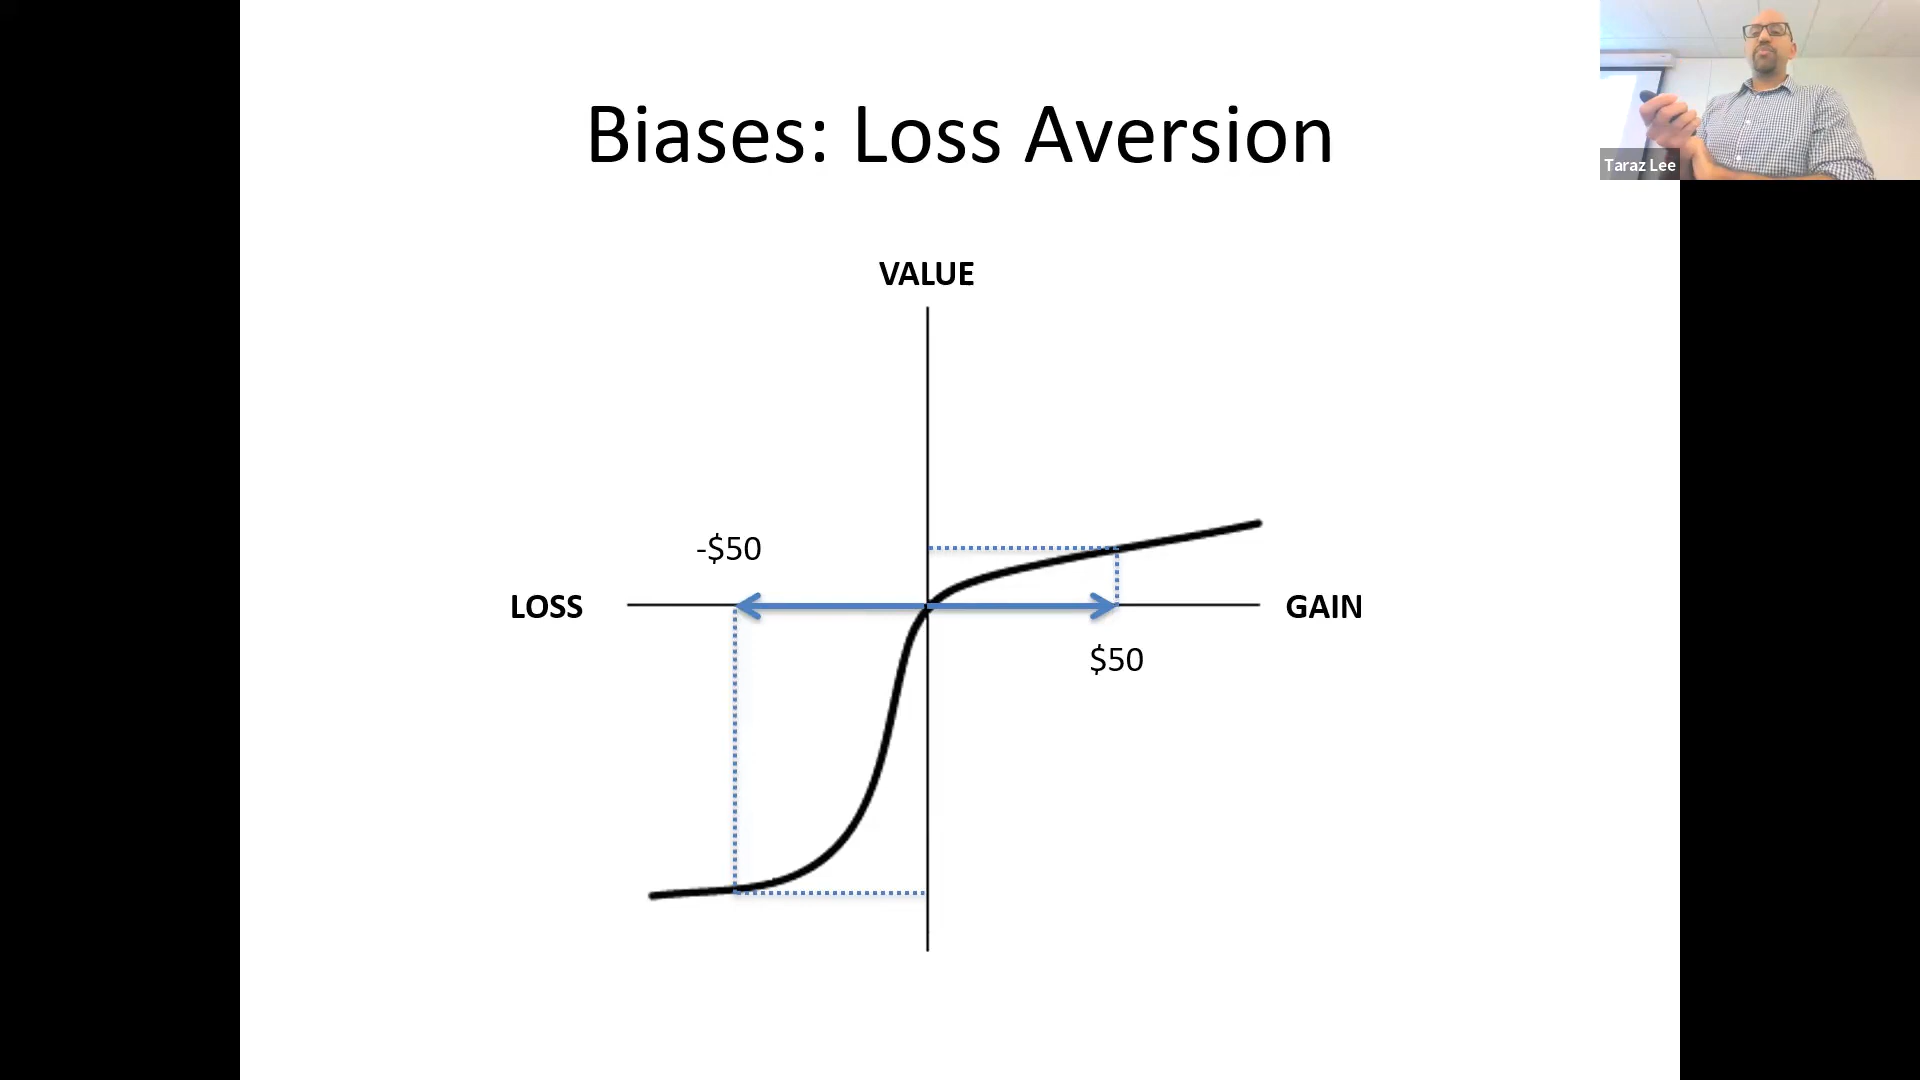 Biases: Loss Aversion
Taraz Lee
VALUE
-$50
LOSS
GAIN
$50